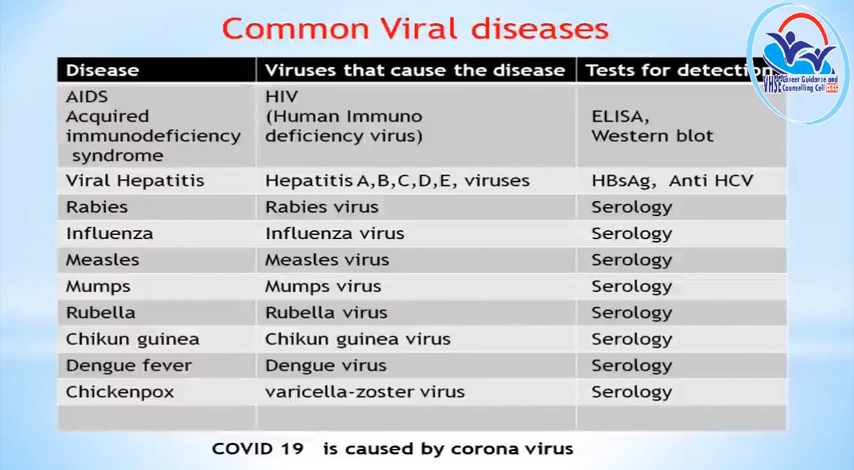 Common Viral diseases
Disease Viruses that cause the disease Tests for detection
AIDS HIV
Acquired (Human Immuno ELISA,
immunodeficiency deficiency virus) Western blot
syndrome
Viral Hepatitis Hepatitis A,B,C,D,E, viruses HBsAg, Anti HCV
Rabies Rabies virus Serology
Influenza Influenza virus Serology
Measles Measles virus Serology
Mumps Mumps virus Serology
Rubella Rubella virus Serology
Chikun guinea Chikun guinea virus Serology
Dengue fever Dengue virus Serology
Chickenpox varicella-zoster virus Serology
COVID 19 is caused by corona virus
VHSE Career Guidance and
Counselling Cell